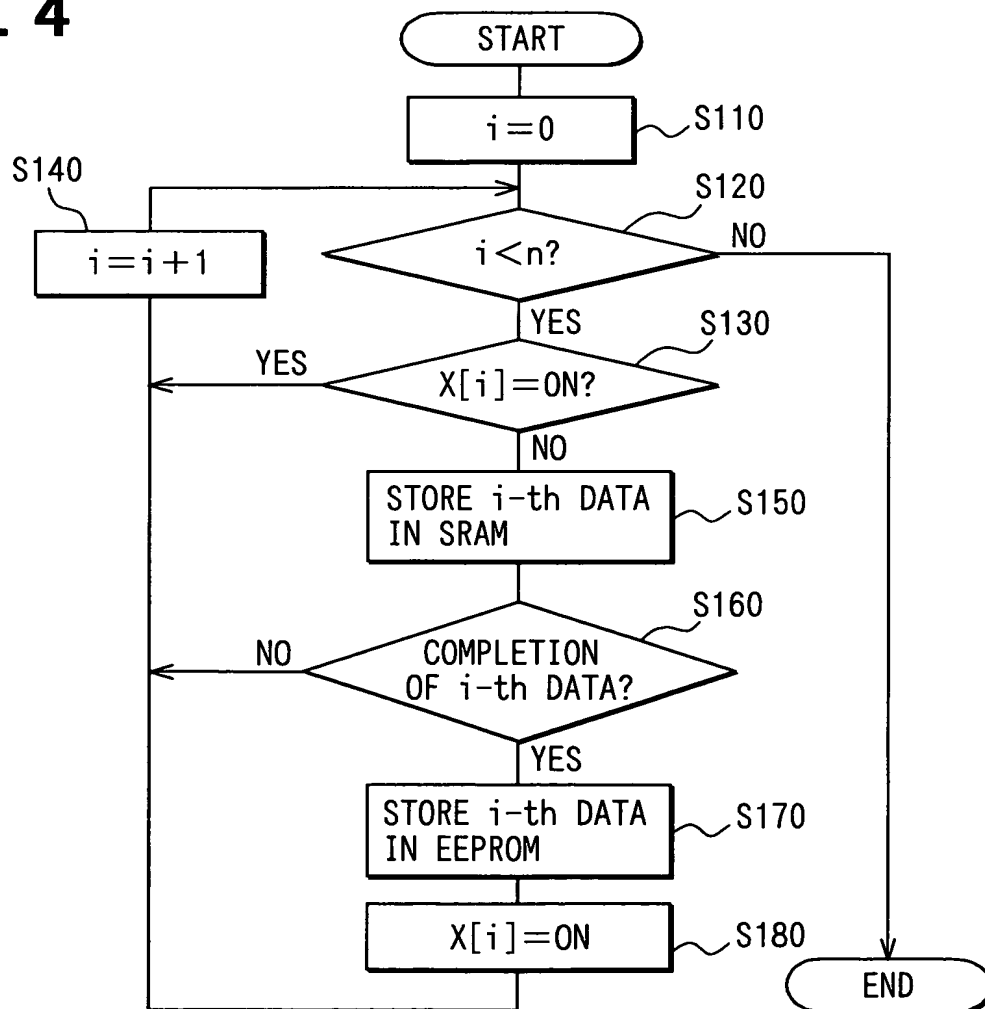 . 4
START
i=0
S110
S140
S120
i=i+1
i<n?
NO
YES
S130
YES
X[i]=ON?
NO
STORE i-th DATA
IN SRAM
S150
S160
NO
COMPLETION
OF i-th DATA?
YES
STORE i-th DATA
IN EEPROM
S170
X[i]=ON
S180
END